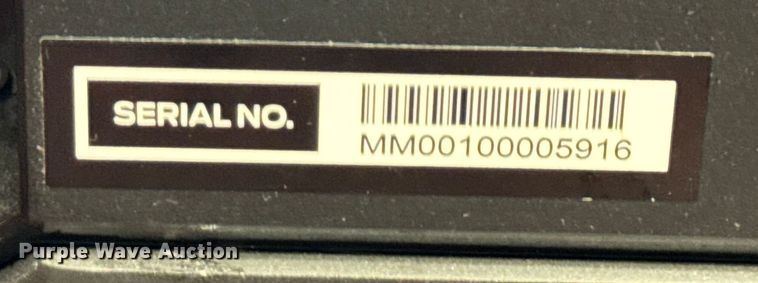 SERIAL NO.
MM00100005916
Purple Wave Auction